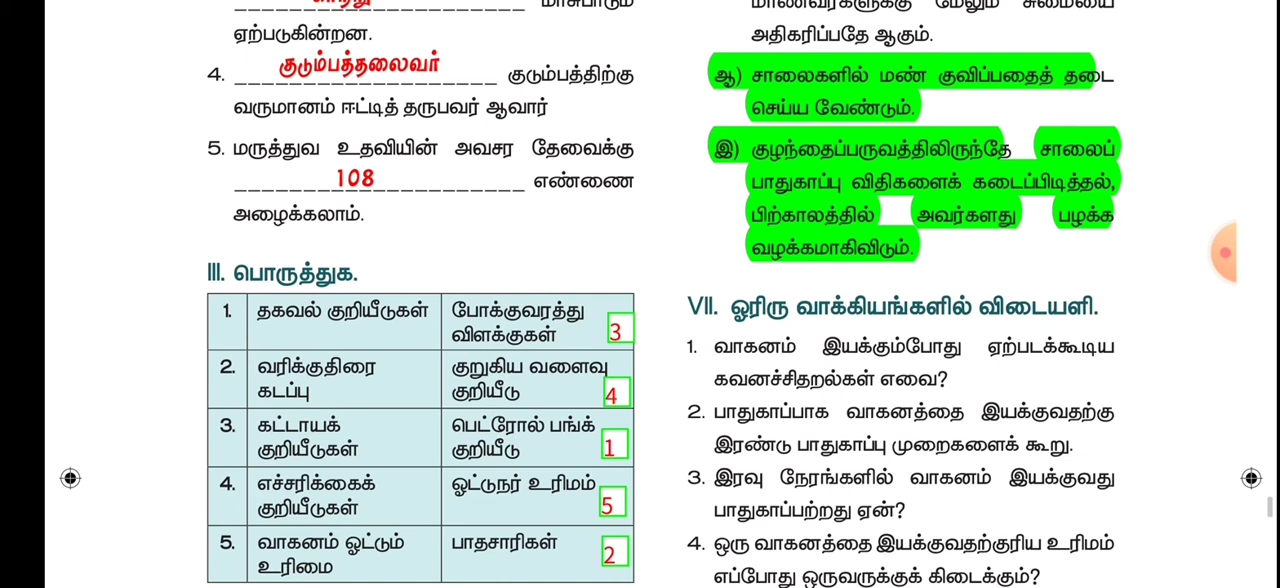 மாசுபாடும்
ஏற்படுகின்றன.
4. குடும்பத்தலைவர் குடும்பத்திற்கு
வருமானம் ஈட்டித் தருபவர் ஆவார்
5. மருத்துவ உதவியின் அவசர தேவைக்கு
108 எண்ணை
அழைக்கலாம்.
III. பொருத்துக.
1. தகவல் குறியீடுகள் போக்குவரத்து
விளக்குகள் 3
2. வரிக்குதிரை குறுகிய வளைவு
கடப்பு குறியீடு 4
3. கட்டாயக் பெட்ரோல் பங்க்
குறியீடுகள் குறியீடு 1
4. எச்சரிக்கைக் ஓட்டுநர் உரிமம்
குறியீடுகள் 5
5. வாகனம் ஓட்டும் பாதசாரிகள்
உரிமை 2
மாணவர்களுக்கு மேலும் சுமையை
அதிகரிப்பதே ஆகும்.
ஆ) சாலைகளில் மண் குவிப்பதைத் தடை
செய்ய வேண்டும்.
இ) குழந்தைப்பருவத்திலிருந்தே சாலைப்
பாதுகாப்பு விதிகளைக் கடைப்பிடித்தல்,
பிற்காலத்தில் அவர்களது பழக்க
வழக்கமாகிவிடும்.
VII. ஓரிரு வாக்கியங்களில் விடையளி.
1. வாகனம் இயக்கும்போது ஏற்படக்கூடிய
கவனச்சிதறல்கள் எவை?
2. பாதுகாப்பாக வாகனத்தை இயக்குவதற்கு
இரண்டு பாதுகாப்பு முறைகளைக் கூறு.
3. இரவு நேரங்களில் வாகனம் இயக்குவது
பாதுகாப்பற்றது ஏன்?
4. ஒரு வாகனத்தை இயக்குவதற்குரிய உரிமம்
எப்போது ஒருவருக்குக் கிடைக்கும்?